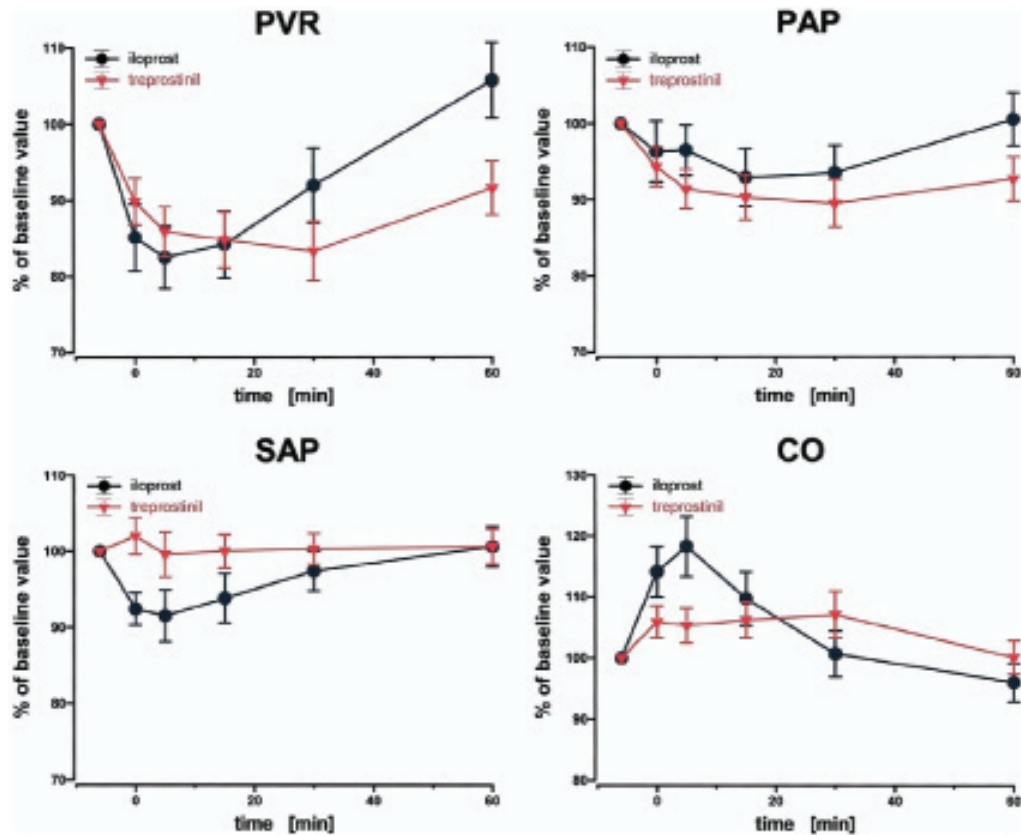 PVR
110
iloprost
treprostinil
100
90
80
70
% of baseline value
0
20
40
60
time [min]
PAP
110
iloprost
treprostinil
100
90
80
70
% of baseline value
0
20
40
60
time [min]
SAP
110
iloprost
treprostinil
100
90
80
70
% of baseline value
0
20
40
60
time [min]
CO
130
iloprost
treprostinil
120
110
100
90
80
% of baseline value
0
20
40
60
time [min]